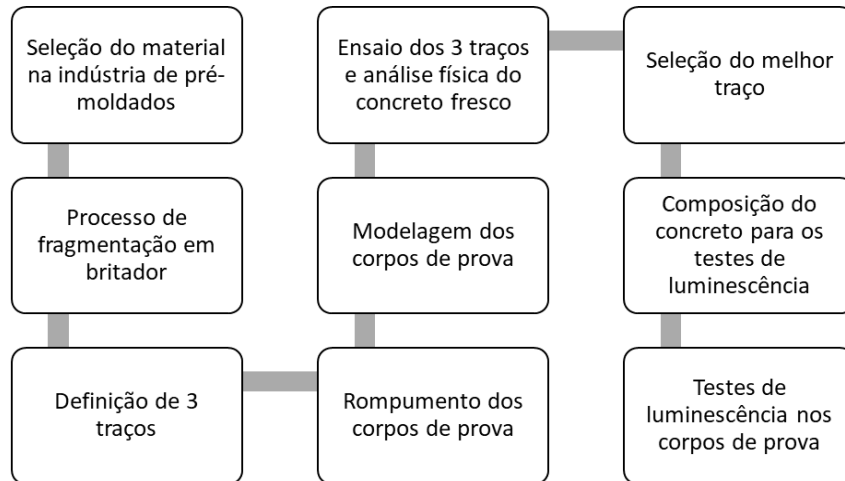 Seleção do material
na indústria de pré-
moldados
Processo de
fragmentação em
britador
Definição de 3
traços
Rompumento dos
corpos de prova
Modelagem dos
corpos de prova
Ensaio dos 3 traços
e análise física do
concreto fresco
Seleção do melhor
traço
Composição do
concreto para os
testes de
luminescência
Testes de
luminescência nos
corpos de prova